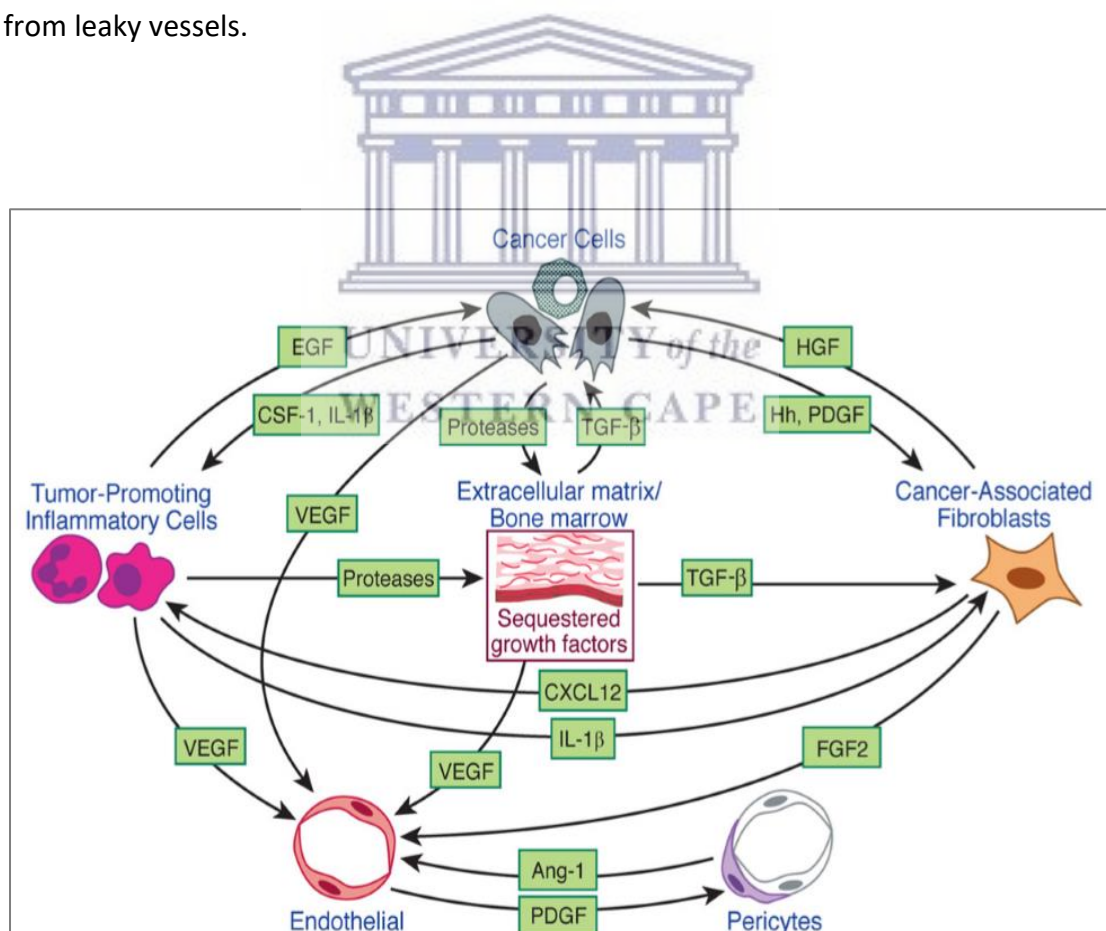 from leaky vessels.
Cancer Cells
EGF
UNIVERSITY of the
HGF
CSF-1, IL-1β
WESTERN CAPE
Proteases
TGF-β
Hh, PDGF
Tumor-Promoting
Inflammatory Cells
VEGF
Extracellular matrix/
Bone marrow
Cancer-Associated
Fibroblasts
Proteases
TGF-β
Sequestered
growth factors
CXCL12
IL-1β
VEGF
VEGF
FGF2
Ang-1
PDGF
Endothelial
Pericytes